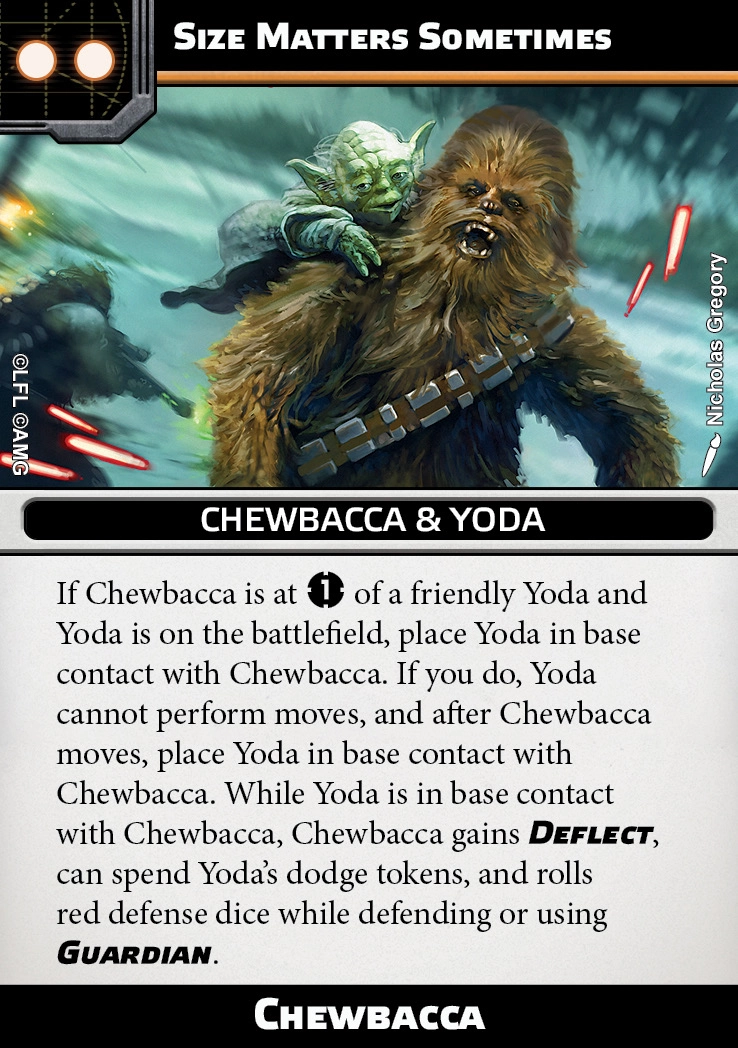 Size Matters Sometimes
©LFL ©AMG
Nicholas Gregory
CHEWBACCA & YODA
If Chewbacca is at 1 of a friendly Yoda and
Yoda is on the battlefield, place Yoda in base
contact with Chewbacca. If you do, Yoda
cannot perform moves, and after Chewbacca
moves, place Yoda in base contact with
Chewbacca. While Yoda is in base contact
with Chewbacca, Chewbacca gains Deflect,
can spend Yoda’s dodge tokens, and rolls
red defense dice while defending or using
Guardian.
Chewbacca